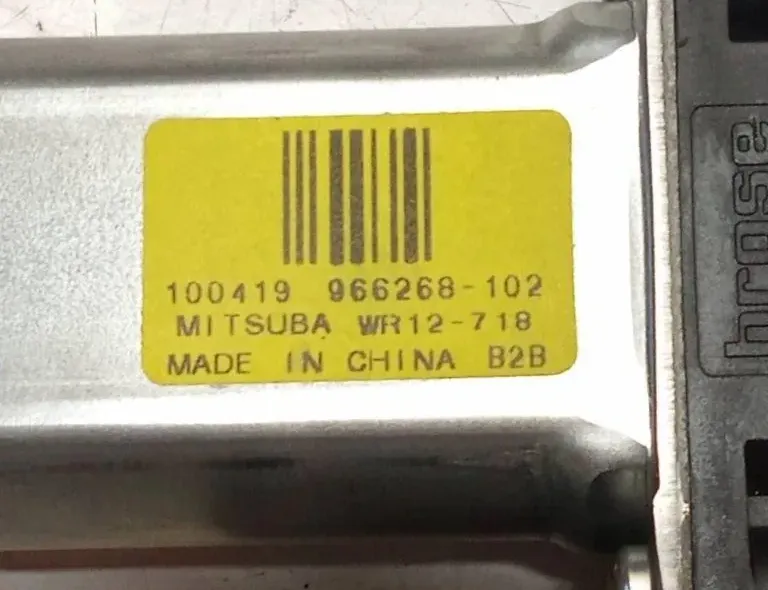 100419 966268-102
MITSUBA WR12-718
MADE IN CHINA B2B
brose